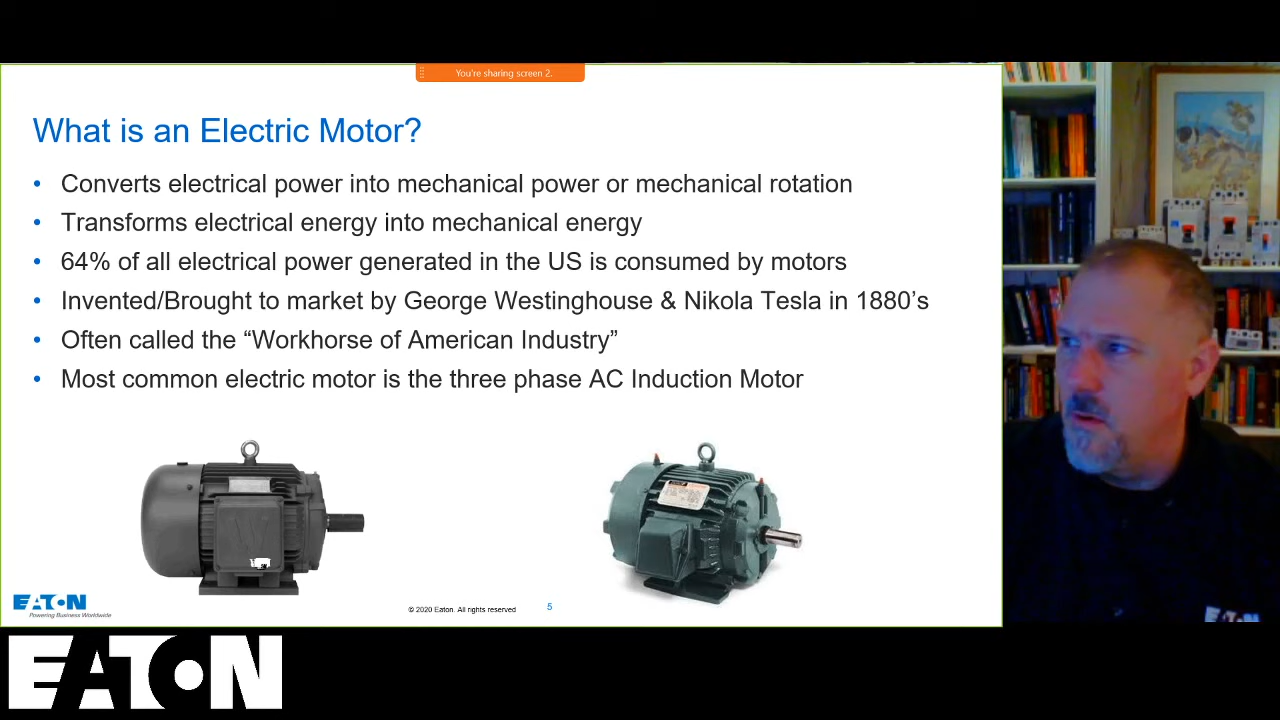 You're sharing screen 2.
What is an Electric Motor?
• Converts electrical power into mechanical power or mechanical rotation
• Transforms electrical energy into mechanical energy
• 64% of all electrical power generated in the US is consumed by motors
• Invented/Brought to market by George Westinghouse & Nikola Tesla in 1880’s
• Often called the “Workhorse of American Industry”
• Most common electric motor is the three phase AC Induction Motor
EATON
Powering Business Worldwide
© 2020 Eaton. All rights reserved
5
EATON
EATON